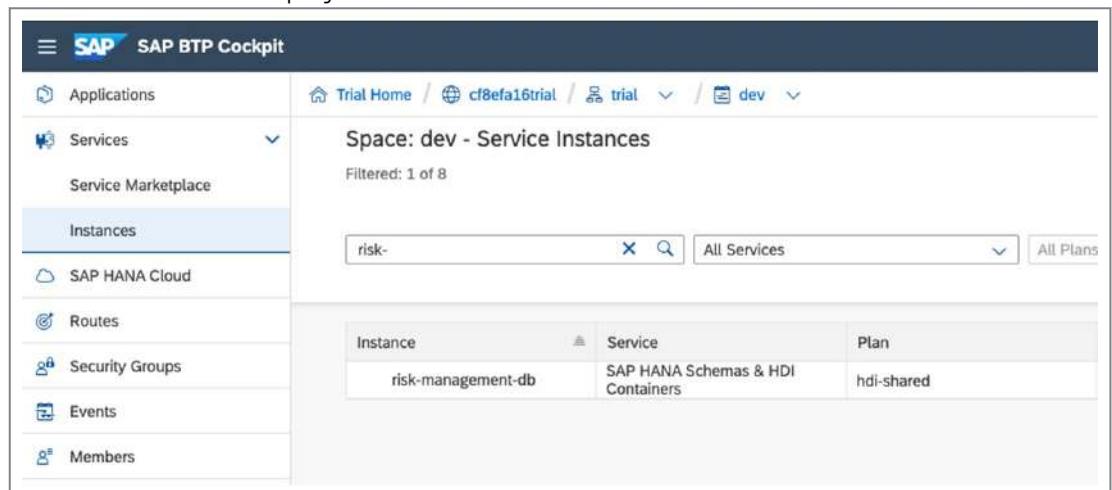 SAP SAP BTP Cockpit
Applications
Services
Service Marketplace
Instances
SAP HANA Cloud
Routes
Security Groups
Events
Members
Trial Home / cf8efa16trial / trial / dev
Space: dev - Service Instances
Filtered: 1 of 8
risk- All Services All Plans
Instance Service Plan
risk-management-db SAP HANA Schemas & HDI Containers hdi-shared